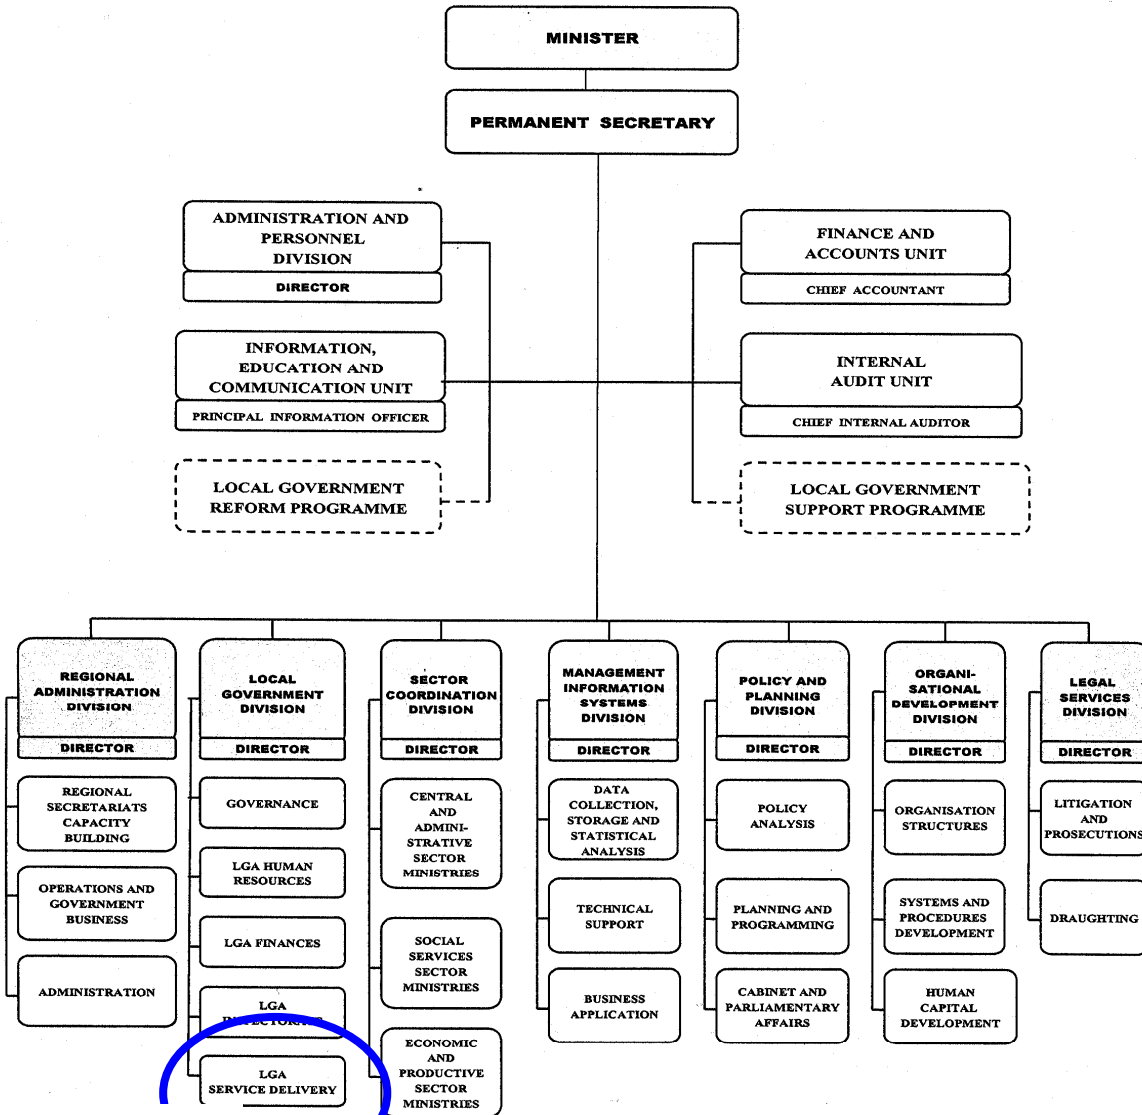 MINISTER
PERMANENT SECRETARY
ADMINISTRATION AND
PERSONNEL
DIVISION
DIRECTOR
FINANCE AND
ACCOUNTS UNIT
CHIEF ACCOUNTANT
INFORMATION,
EDUCATION AND
COMMUNICATION UNIT
PRINCIPAL INFORMATION OFFICER
INTERNAL
AUDIT UNIT
CHIEF INTERNAL AUDITOR
LOCAL GOVERNMENT
REFORM PROGRAMME
LOCAL GOVERNMENT
SUPPORT PROGRAMME
REGIONAL
ADMINISTRATION
DIVISION
DIRECTOR
REGIONAL
SECRETARIATS
CAPACITY
BUILDING
OPERATIONS AND
GOVERNMENT
BUSINESS
ADMINISTRATION
LOCAL
GOVERNMENT
DIVISION
DIRECTOR
GOVERNANCE
LGA HUMAN
RESOURCES
LGA FINANCES
LGA
LGA
SERVICE DELIVERY
SECTOR
COORDINATION
DIVISION
DIRECTOR
CENTRAL
AND
ADMINI-
STRATIVE
SECTOR
MINISTRIES
SOCIAL
SERVICES
SECTOR
MINISTRIES
ECONOMIC
AND
PRODUCTIVE
SECTOR
MINISTRIES
MANAGEMENT
INFORMATION
SYSTEMS
DIVISION
DIRECTOR
DATA
COLLECTION,
STORAGE AND
STATISTICAL
ANALYSIS
TECHNICAL
SUPPORT
BUSINESS
APPLICATION
POLICY AND
PLANNING
DIVISION
DIRECTOR
POLICY
ANALYSIS
PLANNING AND
PROGRAMMING
CABINET AND
PARLIAMENTARY
AFFAIRS
ORGANI-
SATIONAL
DEVELOPMENT
DIVISION
DIRECTOR
ORGANISATION
STRUCTURES
SYSTEMS AND
PROCEDURES
DEVELOPMENT
HUMAN
CAPITAL
DEVELOPMENT
LEGAL
SERVICES
DIVISION
DIRECTOR
LITIGATION
AND
PROSECUTIONS
DRAUGHTING